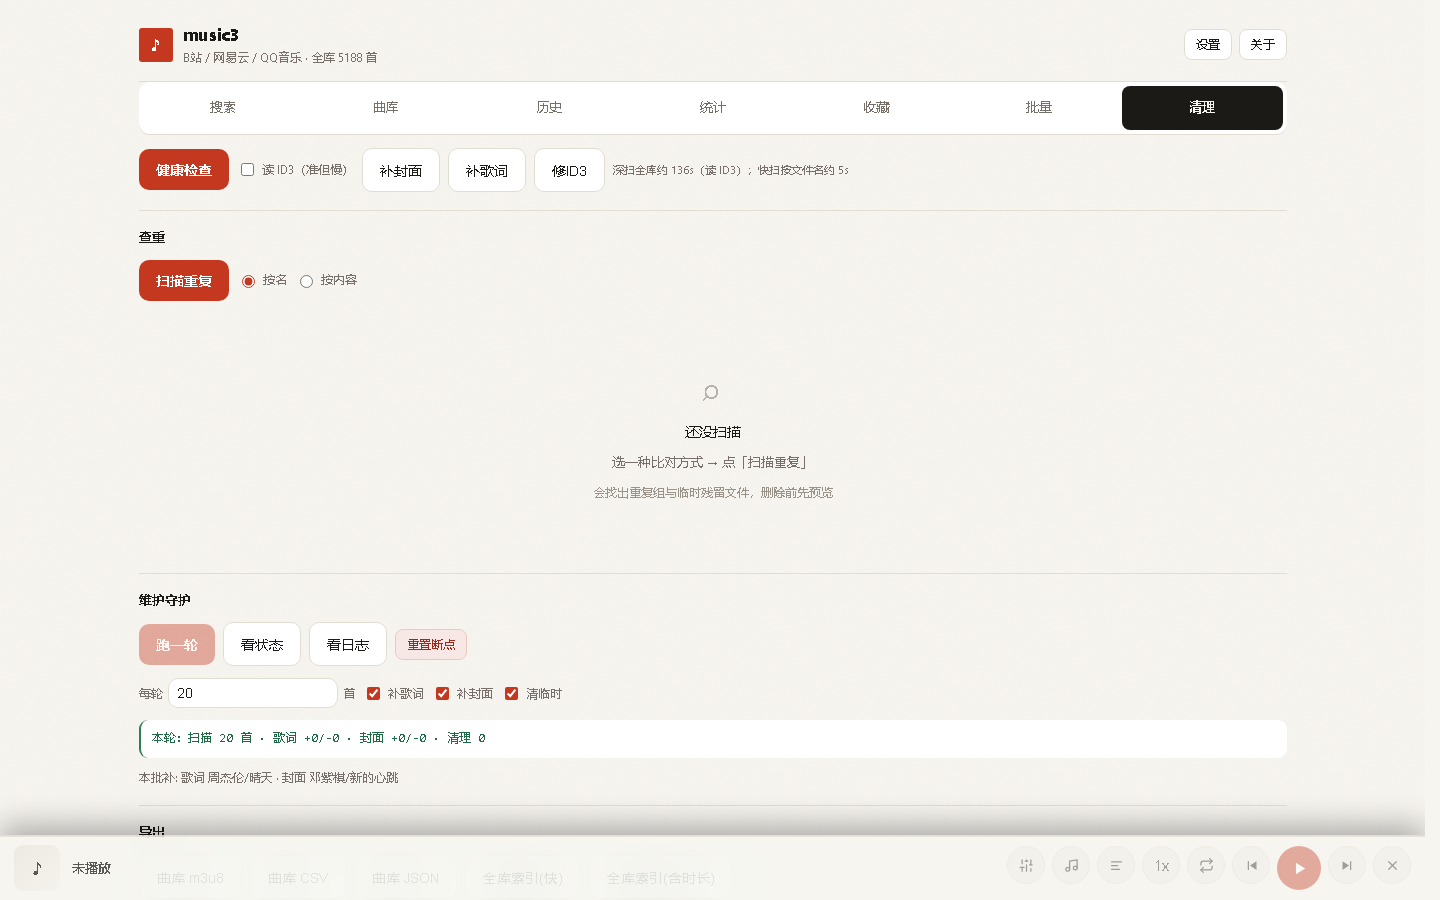 music3
B站 / 网易云 / QQ音乐 · 全库 5188 首
设置 关于
搜索 曲库 历史 统计 收藏 批量 清理
健康检查 读 ID3（准但慢） 补封面 补歌词 修ID3 深扫全库约 136s（读 ID3）；快扫按文件名约 5s
查重
扫描重复 按名 按内容
还没扫描
选一种比对方式 → 点「扫描重复」
会找出重复组与临时残留文件，删除前先预览
维护守护
跑一轮 看状态 看日志 重置断点
每轮 20 首 补歌词 补封面 清临时
本轮: 扫描 20 首 · 歌词 +0/-0 · 封面 +0/-0 · 清理 0
本批补: 歌词 周杰伦/晴天 · 封面 邓紫棋/新的心跳
导出
曲库 m3u8 曲库 CSV 曲库 JSON 全库索引(快) 全库索引(含时长)
未播放 1x